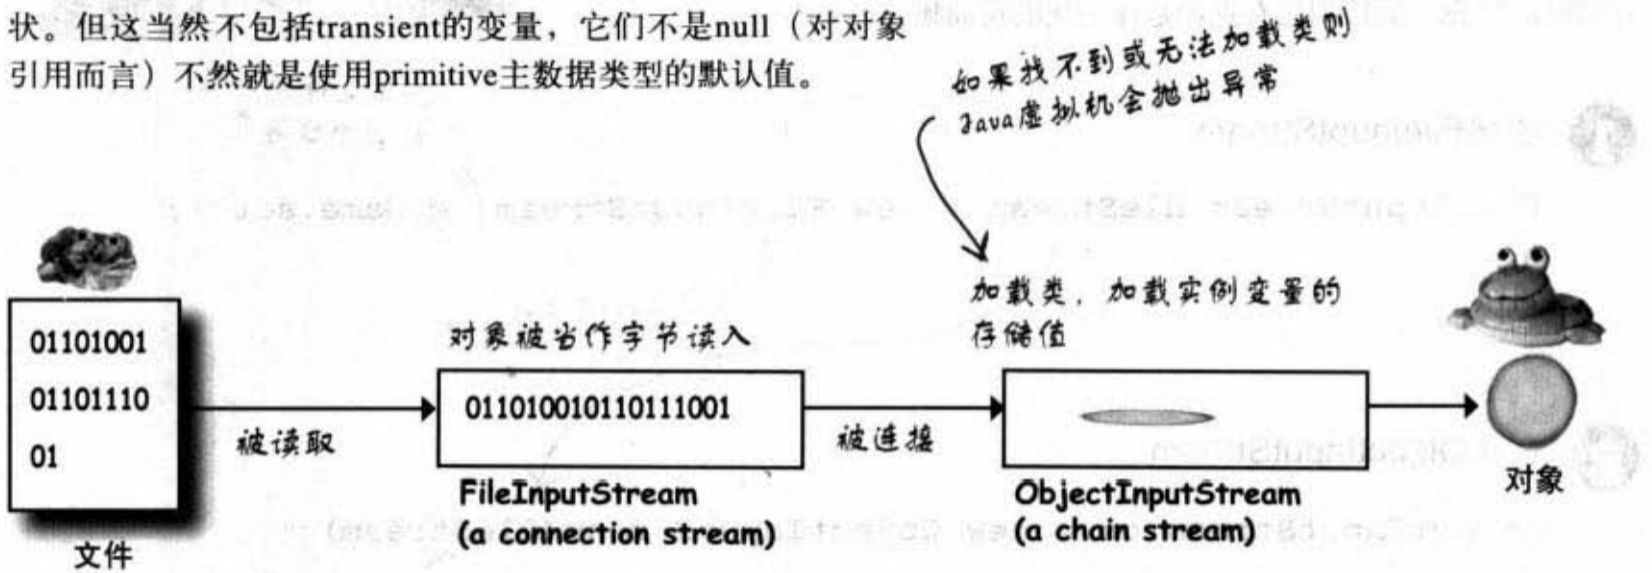 状。但这当然不包括transient的变量，它们不是null（对对象
引用而言）不然就是使用primitive主数据类型的默认值。
如果找不到或无法加载类则
Java虚拟机会抛出异常
加载类，加载实例变量的
存储值
对象被当作字节读入
01101001
01101110
01
被读取
011010010110111001
被连接
FileInputStream
(a connection stream)
ObjectInputStream
(a chain stream)
对象
文件